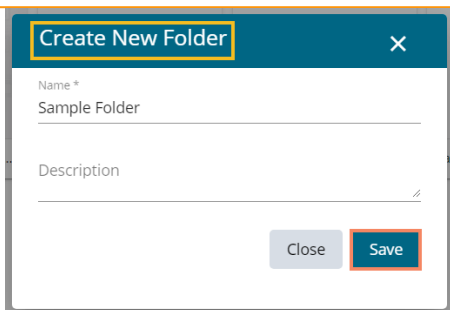 Create New Folder
Name *
Sample Folder
Description
Close Save